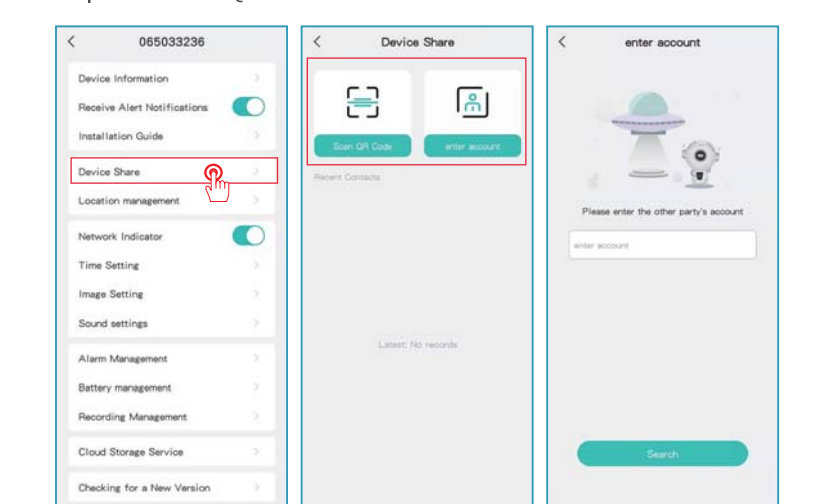 065033236
Device Information
Receive Alert Notifications
Installation Guide
Device Share
Location management
Network Indicator
Time Setting
Image Setting
Sound settings
Alarm Management
Battery management
Recording Management
Cloud Storage Service
Checking for a New Version
Device Share
Scan QR Code
enter account
Recent Contacts
Latest: No records
enter account
Please enter the other party's account
enter account
Search